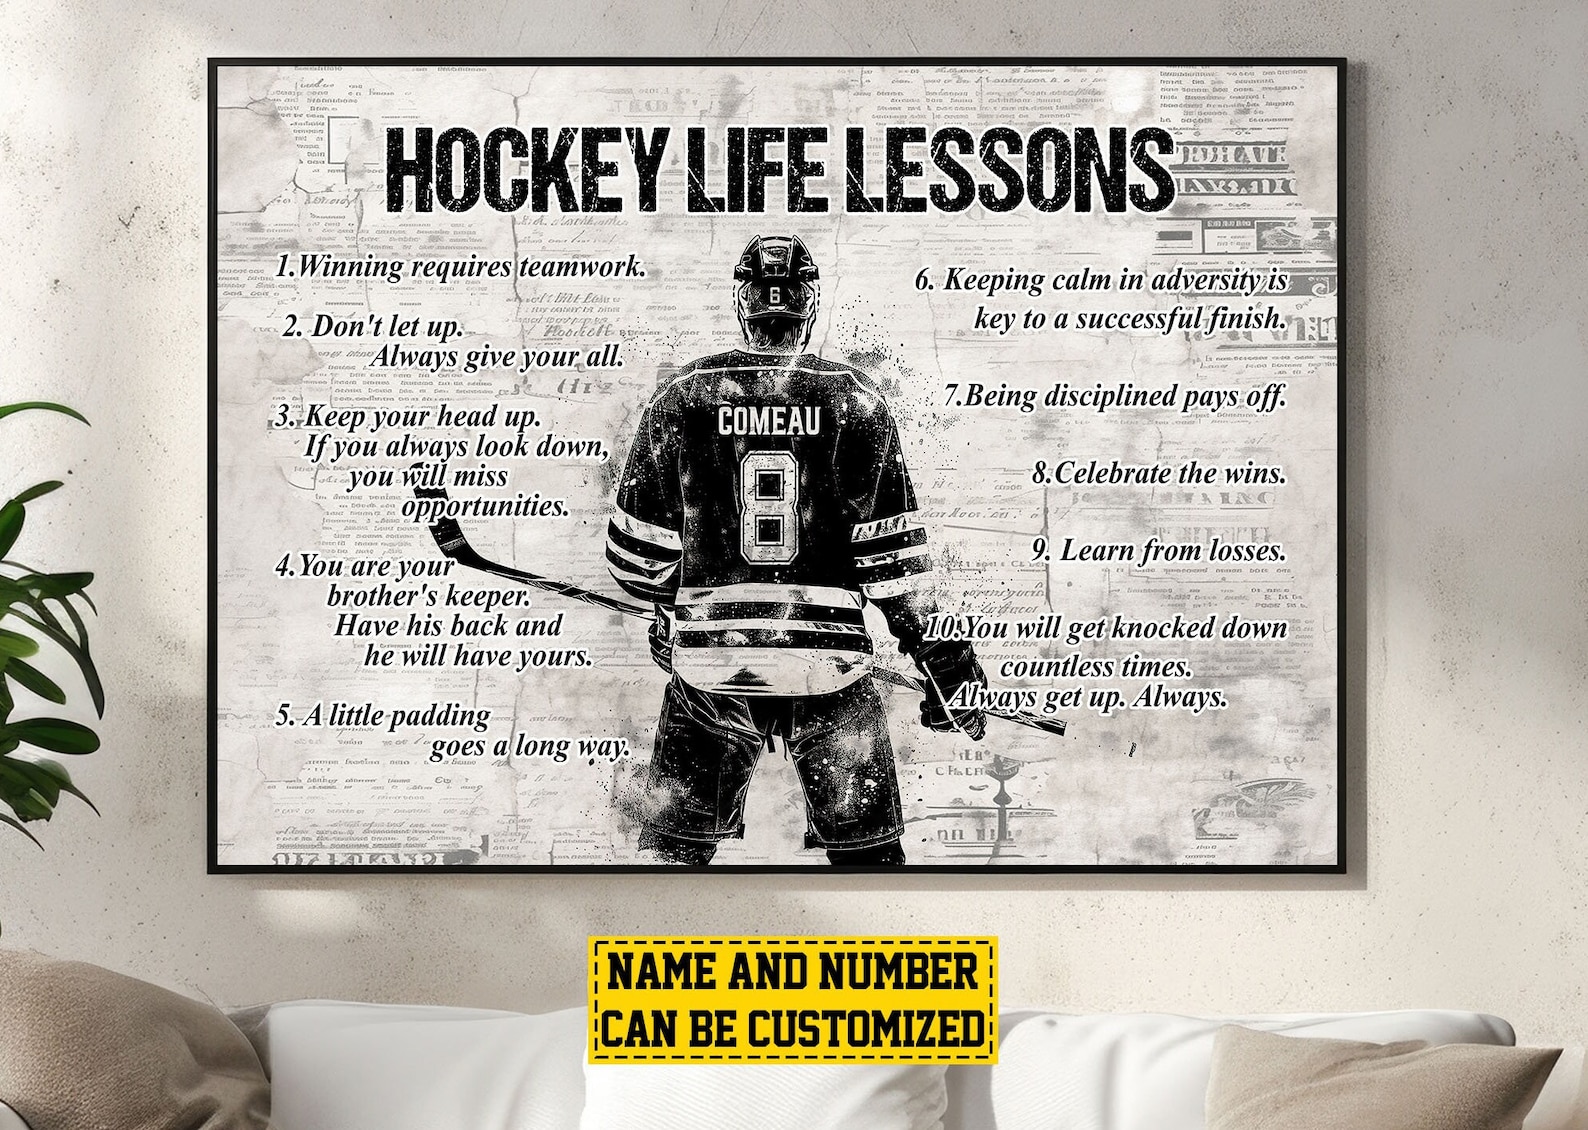 HOCKEY LIFE LESSONS
1.Winning requires teamwork.
2. Don't let up.
Always give your all.
3. Keep your head up.
If you always look down,
you will miss
opportunities.
4.You are your
brother's keeper.
Have his back and
he will have yours.
5. A little padding
goes a long way.
6
COMEAU
8
6. Keeping calm in adversity is
key to a successful finish.
7.Being disciplined pays off.
8.Celebrate the wins.
9. Learn from losses.
10.You will get knocked down
countless times.
Always get up. Always.
NAME AND NUMBER
CAN BE CUSTOMIZED